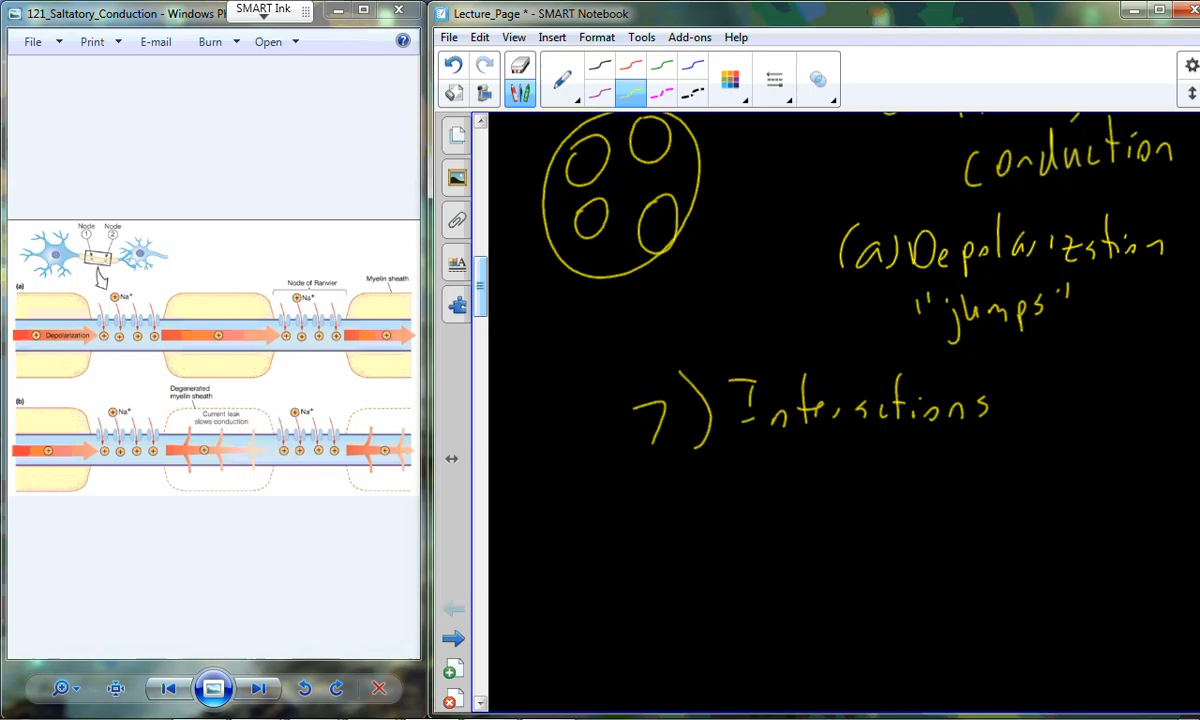 121_Saltatory_Conduction - Windows Ph
SMART Ink
File Print E-mail Burn Open
Node
1
Node
2
(a)
Na+
Node of Ranvier
Na+
Myelin sheath
Depolarization
Degenerated
myelin sheath
(b)
Na+
Current leak
slows conduction
Na+
Lecture_Page * - SMART Notebook
File Edit View Insert Format Tools Add-ons Help
conduction
(a) Depolarization
"jumps"
7) Interactions